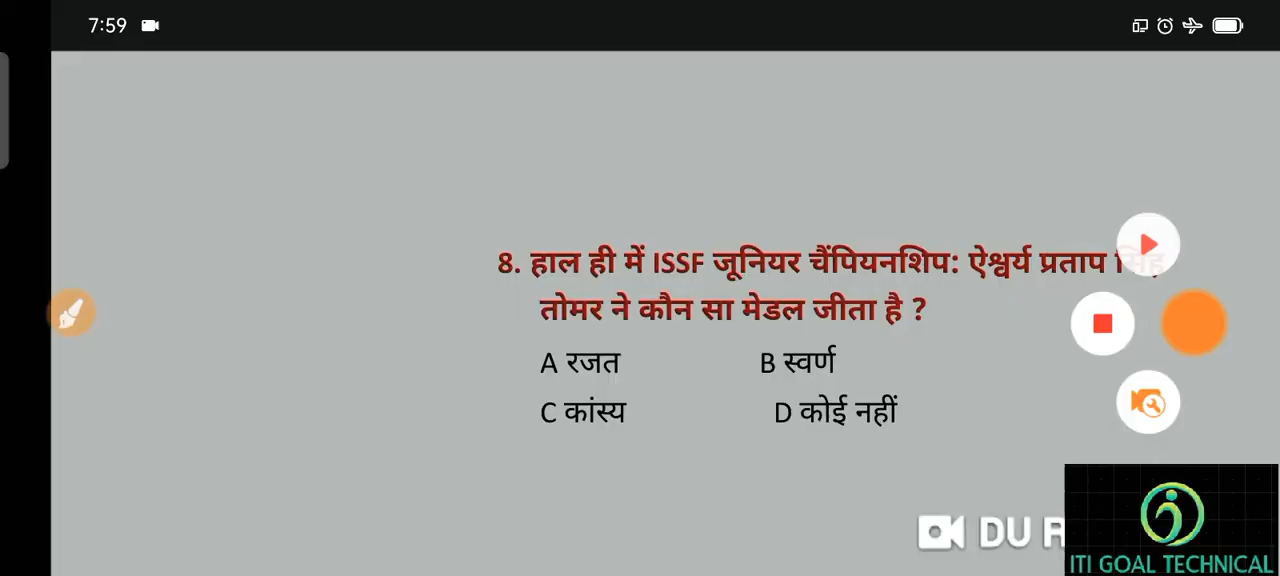 7:59
8. हाल ही में ISSF जूनियर चैंपियनशिप: ऐश्वर्य प्रताप सिंह
तोमर ने कौन सा मेडल जीता है ?
A रजत B स्वर्ण
C कांस्य D कोई नहीं
DU R
ITI GOAL TECHNICAL